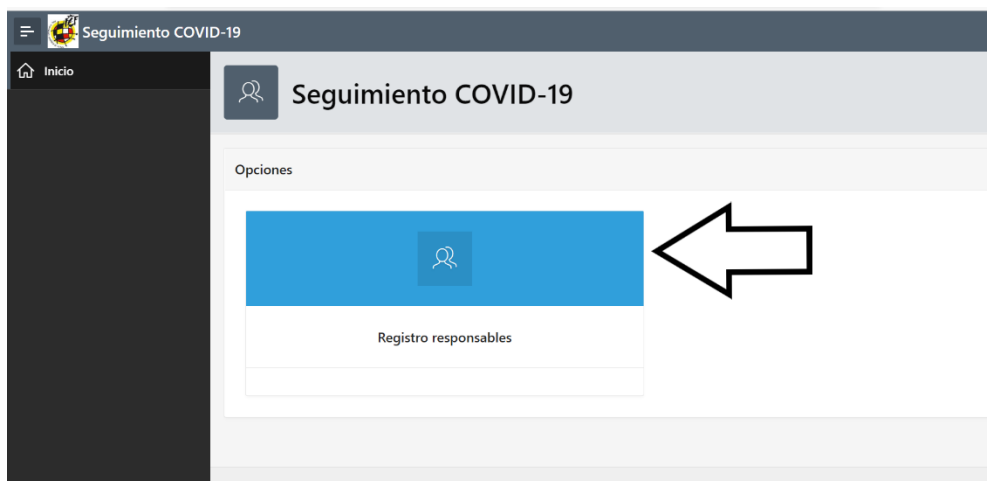 Seguimiento COVID-19
Inicio
Seguimiento COVID-19
Opciones
Registro responsables